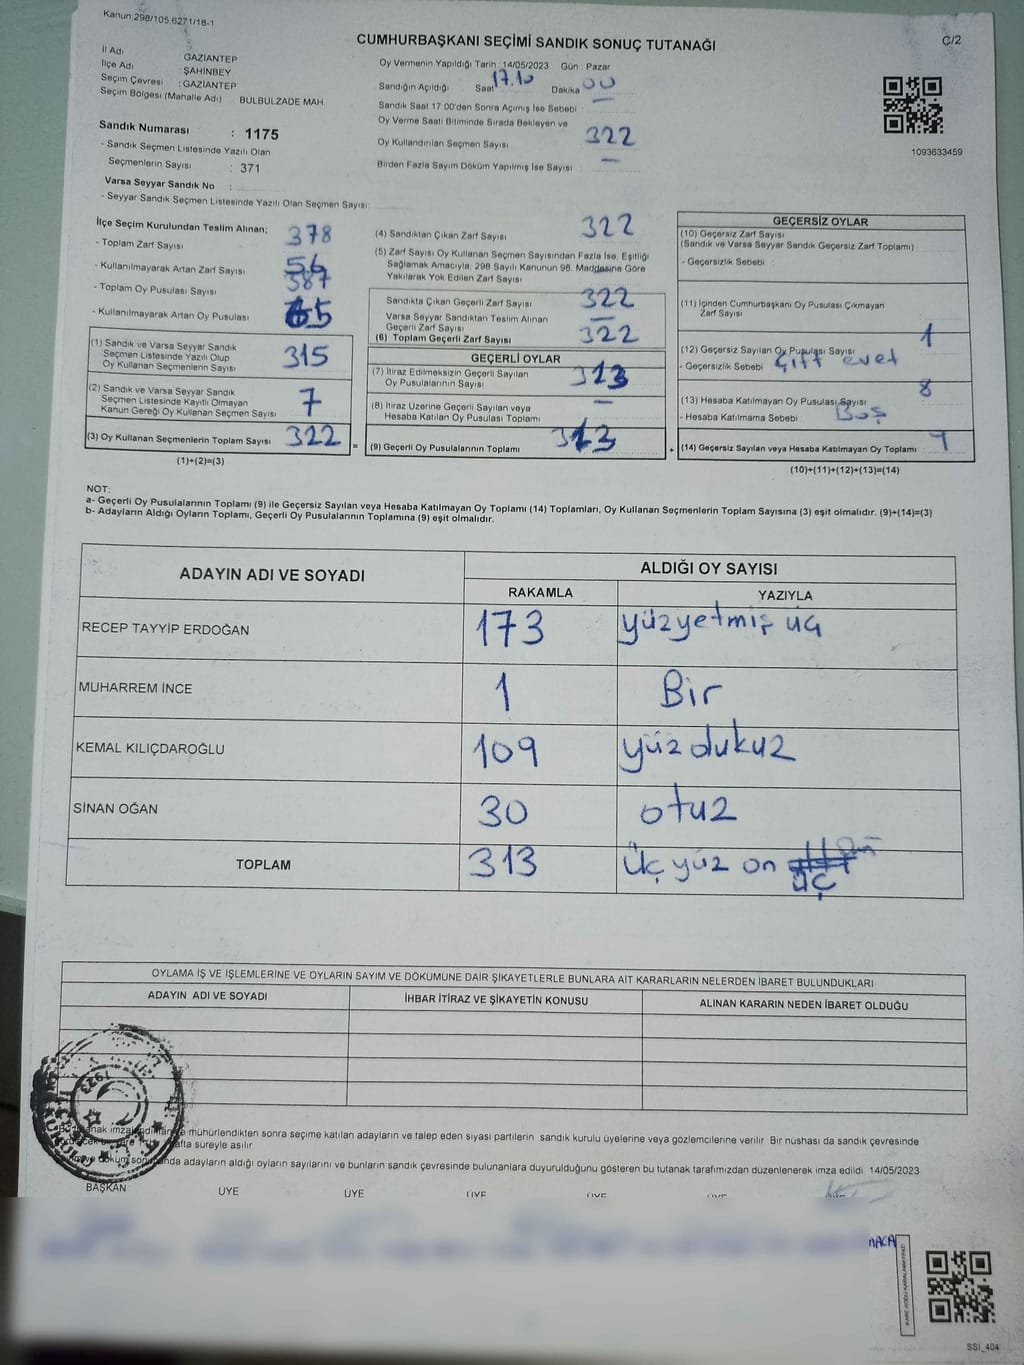 Kanun:298/105,6271/18-1
C/2
CUMHURBAŞKANI SEÇİMİ SANDIK SONUÇ TUTANAĞI
İl Adı GAZİANTEP
İlçe Adı ŞAHİNBEY
Seçim Çevresi : GAZİANTEP
Seçim Bölgesi (Mahalle Adı) BULBULZADE MAH.
Sandık Numarası : 1175
- Sandık Seçmen Listesinde Yazılı Olan
Seçmenlerin Sayısı : 371
Varsa Seyyar Sandık No :
- Seyyar Sandık Seçmen Listesinde Yazılı Olan Seçmen Sayısı:
Oy Vermenin Yapıldığı Tarih : 14/05/2023 Gün : Pazar
Sandığın Açıldığı Saat 17.10 Dakika 00
Sandık Saat 17:00'den Sonra Açımış İse Sebebi : —
Oy Verme Saati Bitiminde Sırada Bekleyen ve
Oy Kullandırılan Seçmen Sayısı 322
Birden Fazla Sayım Döküm Yapılmış İse Sayısı : —
1093633459
İlçe Seçim Kurulundan Teslim Alınan;
- Toplam Zarf Sayısı 378
- Kullanılmayarak Artan Zarf Sayısı 56
- Toplam Oy Pusulası Sayısı 387
- Kullanılmayarak Artan Oy Pusulası 65
(1) Sandık ve Varsa Seyyar Sandık
Seçmen Listesinde Yazılı Olup
Oy Kullanan Seçmenlerin Sayısı 315
(2) Sandık ve Varsa Seyyar Sandık
Seçmen Listesinde Kayıtlı Olmayan
Kanun Gereği Oy Kullanan Seçmen Sayısı 7
(3) Oy Kullanan Seçmenlerin Toplam Sayısı 322 =
(1)+(2)=(3)
(4) Sandıktan Çıkan Zarf Sayısı 322
(5) Zarf Sayısı Oy Kullanan Seçmen Sayısından Fazla İse, Eşitliği
Sağlamak Amacıyla, 298 Sayılı Kanunun 98. Maddesine Göre
Yakılarak Yok Edilen Zarf Sayısı
Sandıkta Çıkan Geçerli Zarf Sayısı 322
Varsa Seyyar Sandıktan Teslim Alınan
Geçerli Zarf Sayısı —
(6) Toplam Geçerli Zarf Sayısı 322
GEÇERLİ OYLAR
(7) İtiraz Edilmeksizin Geçerli Sayılan
Oy Pusulalarının Sayısı 313
(8) İtiraz Üzerine Geçerli Sayılan veya
Hesaba Katılan Oy Pusulası Toplamı —
(9) Geçerli Oy Pusulalarının Toplamı 313 +
GEÇERSİZ OYLAR
(10) Geçersiz Zarf Sayısı
(Sandık ve Varsa Seyyar Sandık Geçersiz Zarf Toplamı)
- Geçersizlik Sebebi :
(11) İçinden Cumhurbaşkanı Oy Pusulası Çıkmayan
Zarf Sayısı
(12) Geçersiz Sayılan Oy Pusulası Sayısı 1
- Geçersizlik Sebebi Çift evet
(13) Hesaba Katılmayan Oy Pusulası Sayısı 8
- Hesaba Katılmama Sebebi : Boş
(14) Geçersiz Sayılan veya Hesaba Katılmayan Oy Toplamı :
(10)+(11)+(12)+(13)=(14)
NOT:
a- Geçerli Oy Pusulalarının Toplamı (9) ile Geçersiz Sayılan veya Hesaba Katılmayan Oy Toplamı (14) Toplamları, Oy Kullanan Seçmenlerin Toplam Sayısına (3) eşit olmalıdır. (9)+(14)=(3)
b- Adayların Aldığı Oyların Toplamı, Geçerli Oy Pusulalarının Toplamına (9) eşit olmalıdır.
ADAYIN ADI VE SOYADI ALDIĞI OY SAYISI
RAKAMLA YAZIYLA
RECEP TAYYİP ERDOĞAN 173 yüzyetmiş üç
MUHARREM İNCE 1 Bir
KEMAL KILIÇDAROĞLU 109 yüz dukuz
SİNAN OĞAN 30 otuz
TOPLAM 313 Üç yüz on üç
OYLAMA İŞ VE İŞLEMLERİNE VE OYLARIN SAYIM VE DÖKÜMÜNE DAİR ŞİKAYETLERLE BUNLARA AİT KARARLARIN NELERDEN İBARET BULUNDUKLARI
ADAYIN ADI VE SOYADI İHBAR İTİRAZ VE ŞİKAYETİN KONUSU ALINAN KARARIN NEDEN İBARET OLDUĞU
mühürlendikten sonra seçime katılan adayların ve talep eden siyasi partilerin sandık kurulu üyelerine veya gözlemcilerine verilir. Bir nüshası da sandık çevresinde
hafta süreyle asılır.
adayların aldığı oyların sayılarını ve bunların sandık çevresinde bulunanlara duyurulduğunu gösteren bu tutanak tarafımızdan düzenlenerek imza edildi. 14/05/2023
BAŞKAN ÜYE ÜYE ÜYE ÜYE
1923
SSI_404